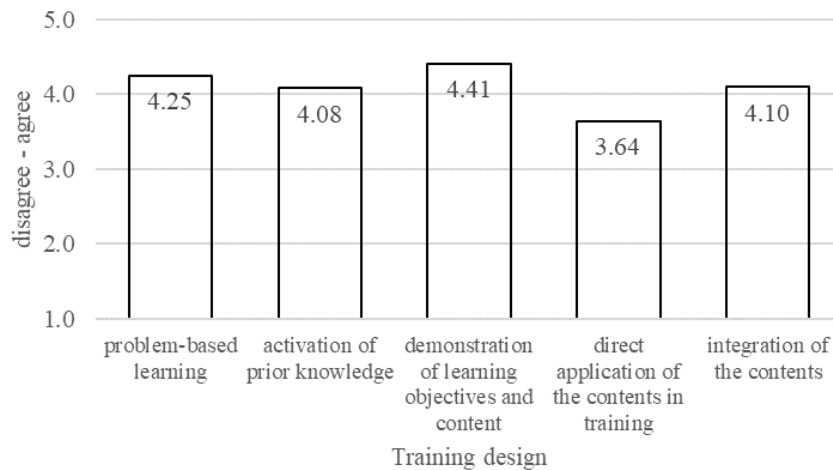 5.0
4.0
3.0
2.0
1.0
disagree - agree
4.25
4.08
4.41
3.64
4.10
problem-based
learning
activation of
prior knowledge
demonstration
of learning
objectives and
content
direct
application of
the contents in
training
integration of
the contents
Training design